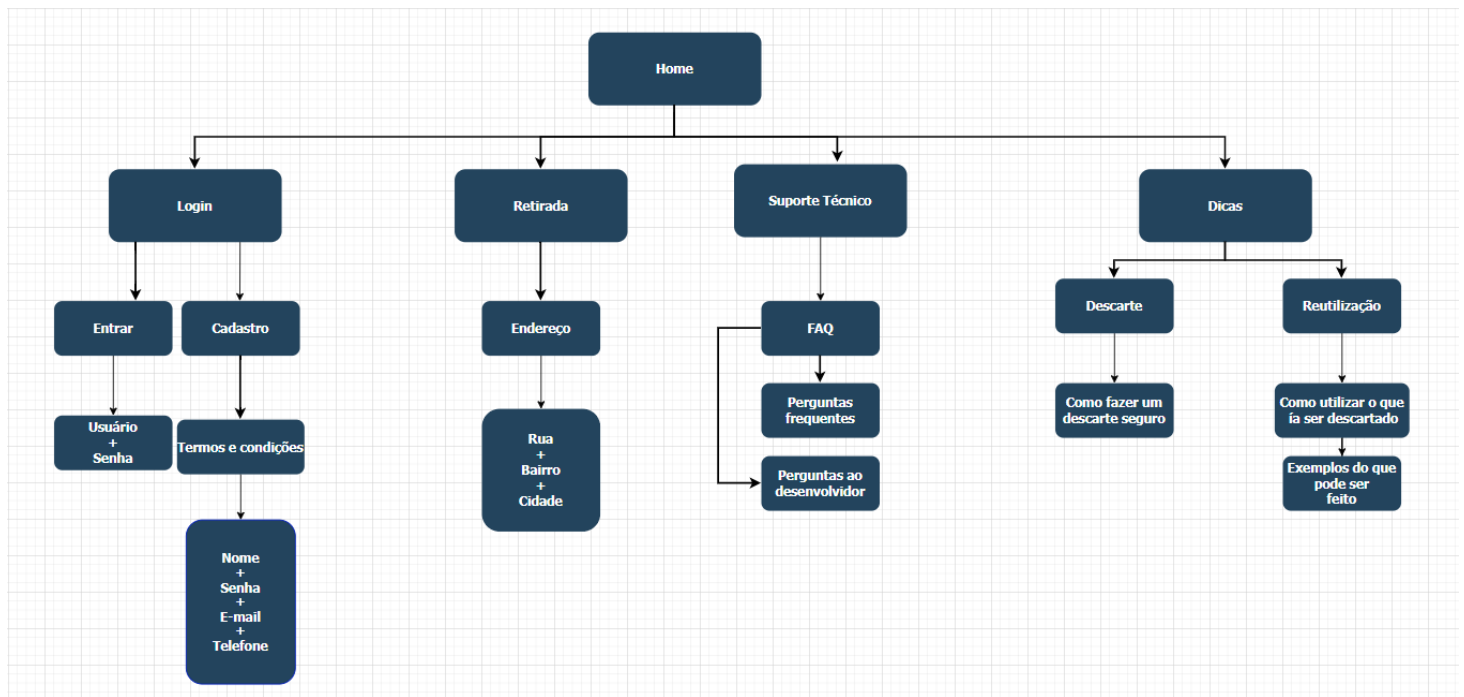 Home
Login
Retirada
Suporte Técnico
Dicas
Entrar
Cadastro
Endereço
FAQ
Descarte
Reutilização
Usuário
+
Senha
Termos e condições
Nome
+
Senha
+
E-mail
+
Telefone
Rua
+
Bairro
+
Cidade
Perguntas
frequentes
Perguntas ao
desenvolvidor
Como fazer um
descarte seguro
Como utilizar o que
ía ser descartado
Exemplos do que
pode ser
feito